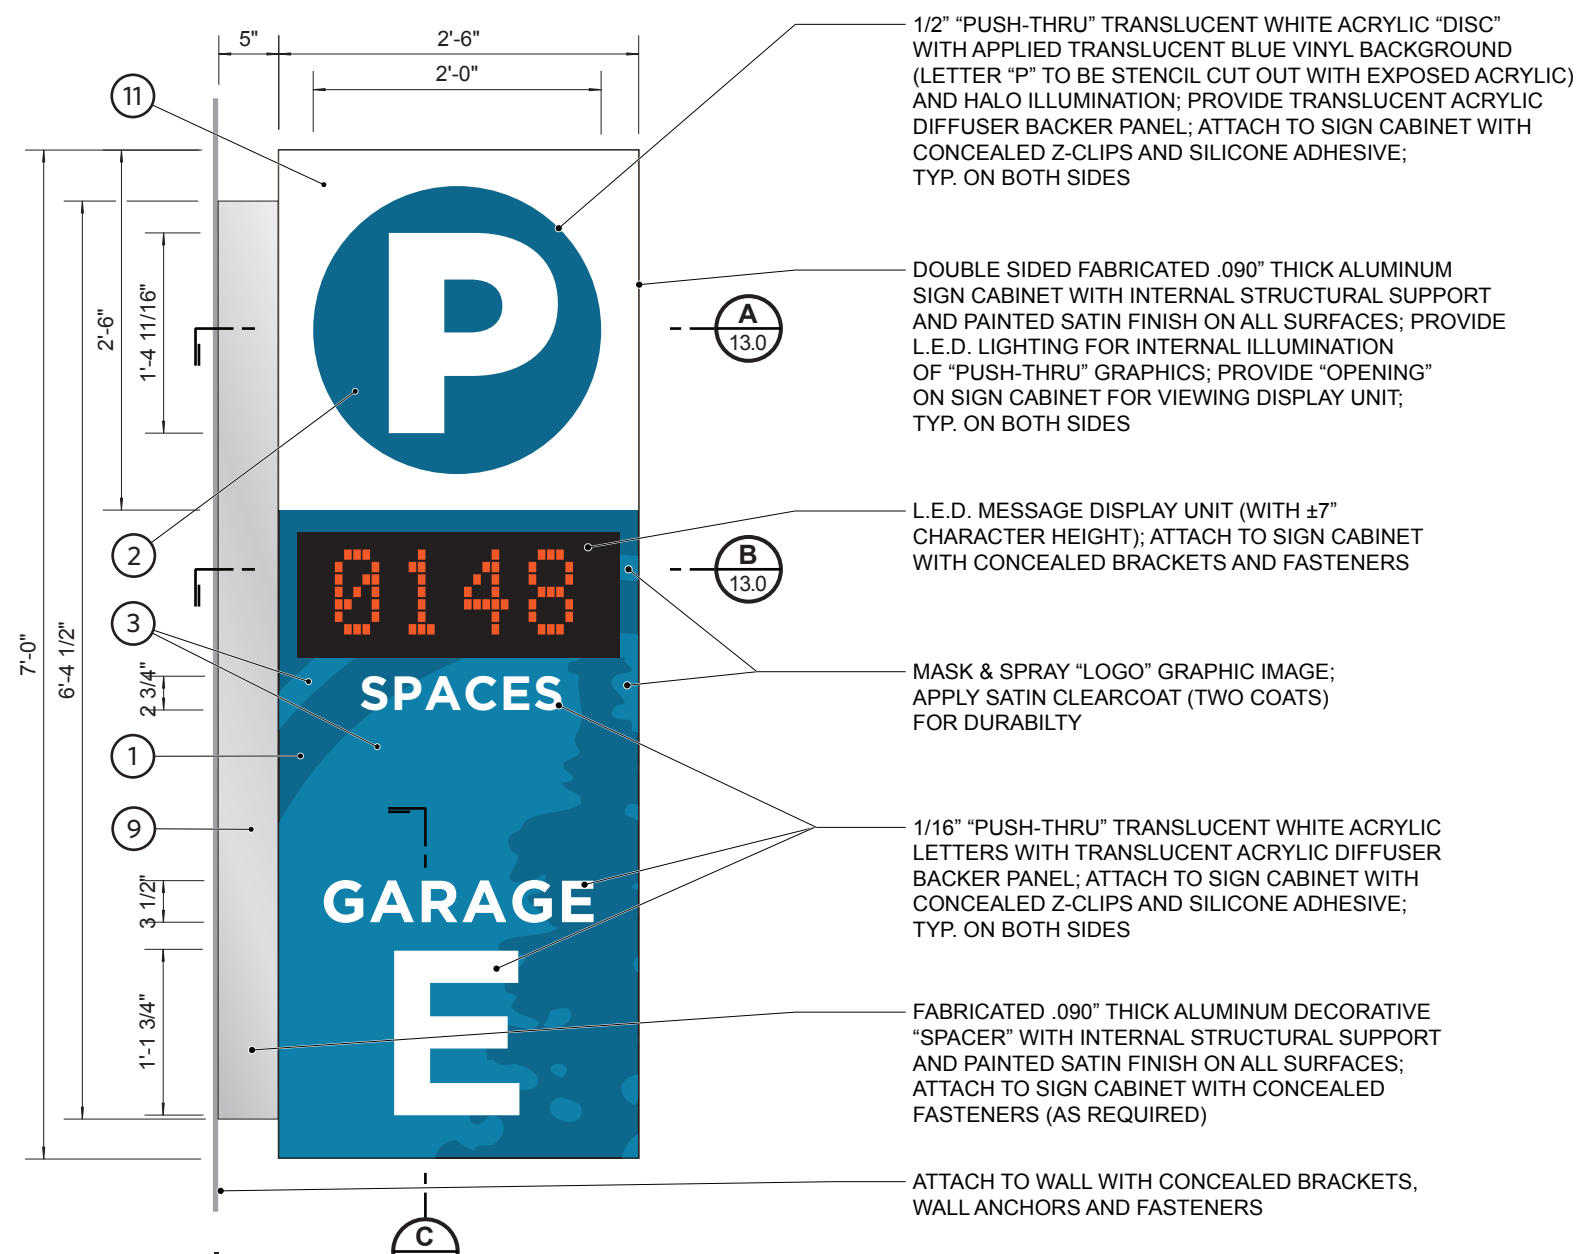 5"
2'-6"
2'-0"
11
7'-0"
6'-4 1/2"
2'-6"
1'-4 11/16"
2 3/4"
3 1/2"
1'-1 3/4"
2
3
1
9
P
0148
SPACES
GARAGE
E
A
13.0
B
13.0
C
1/2” “PUSH-THRU” TRANSLUCENT WHITE ACRYLIC “DISC”
WITH APPLIED TRANSLUCENT BLUE VINYL BACKGROUND
(LETTER “P” TO BE STENCIL CUT OUT WITH EXPOSED ACRYLIC)
AND HALO ILLUMINATION; PROVIDE TRANSLUCENT ACRYLIC
DIFFUSER BACKER PANEL; ATTACH TO SIGN CABINET WITH
CONCEALED Z-CLIPS AND SILICONE ADHESIVE;
TYP. ON BOTH SIDES
DOUBLE SIDED FABRICATED .090” THICK ALUMINUM
SIGN CABINET WITH INTERNAL STRUCTURAL SUPPORT
AND PAINTED SATIN FINISH ON ALL SURFACES; PROVIDE
L.E.D. LIGHTING FOR INTERNAL ILLUMINATION
OF “PUSH-THRU” GRAPHICS; PROVIDE “OPENING”
ON SIGN CABINET FOR VIEWING DISPLAY UNIT;
TYP. ON BOTH SIDES
L.E.D. MESSAGE DISPLAY UNIT (WITH ±7”
CHARACTER HEIGHT); ATTACH TO SIGN CABINET
WITH CONCEALED BRACKETS AND FASTENERS
MASK & SPRAY “LOGO” GRAPHIC IMAGE;
APPLY SATIN CLEARCOAT (TWO COATS)
FOR DURABILTY
1/16” “PUSH-THRU” TRANSLUCENT WHITE ACRYLIC
LETTERS WITH TRANSLUCENT ACRYLIC DIFFUSER
BACKER PANEL; ATTACH TO SIGN CABINET WITH
CONCEALED Z-CLIPS AND SILICONE ADHESIVE;
TYP. ON BOTH SIDES
FABRICATED .090” THICK ALUMINUM DECORATIVE
“SPACER” WITH INTERNAL STRUCTURAL SUPPORT
AND PAINTED SATIN FINISH ON ALL SURFACES;
ATTACH TO SIGN CABINET WITH CONCEALED
FASTENERS (AS REQUIRED)
ATTACH TO WALL WITH CONCEALED BRACKETS,
WALL ANCHORS AND FASTENERS